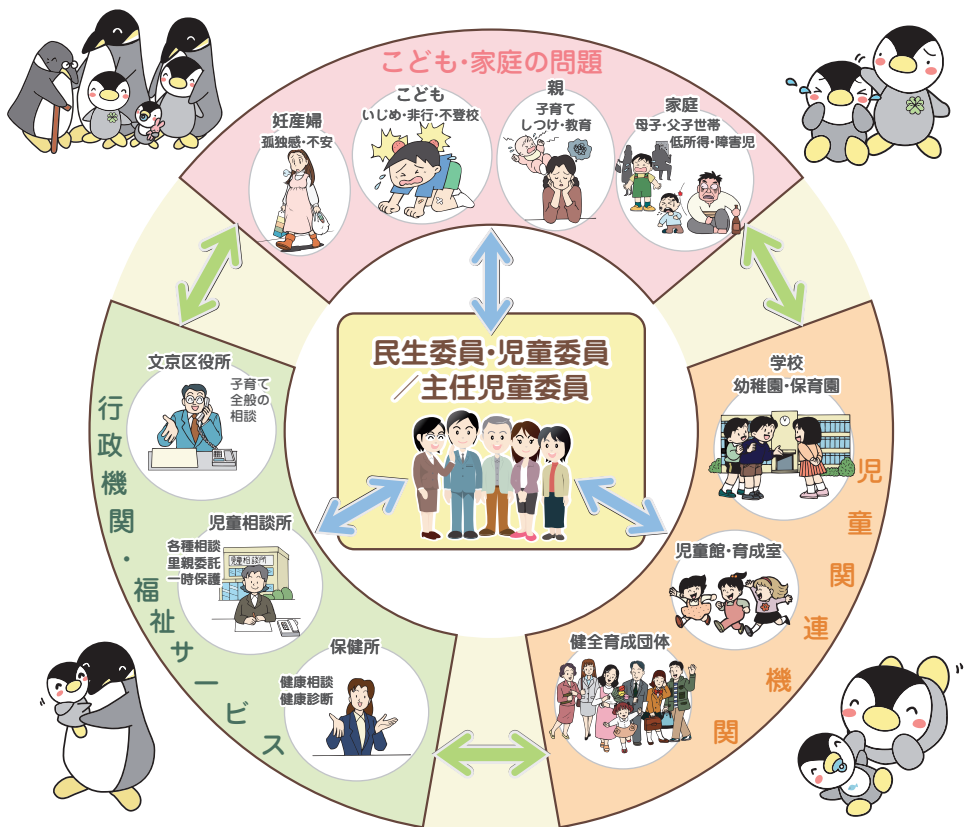 こども・家庭の問題
妊産婦
孤独感・不安
こども
いじめ・非行・不登校
親
子育て
しつけ・教育
家庭
母子・父子世帯
低所得・障害児
民生委員・児童委員
／主任児童委員
行政機関・福祉サービス
文京区役所
子育て
全般の
相談
児童相談所
各種相談
里親委託
一時保護
児童相談所
保健所
健康相談
健康診断
児童関連機関
学校
幼稚園・保育園
児童館・育成室
健全育成団体